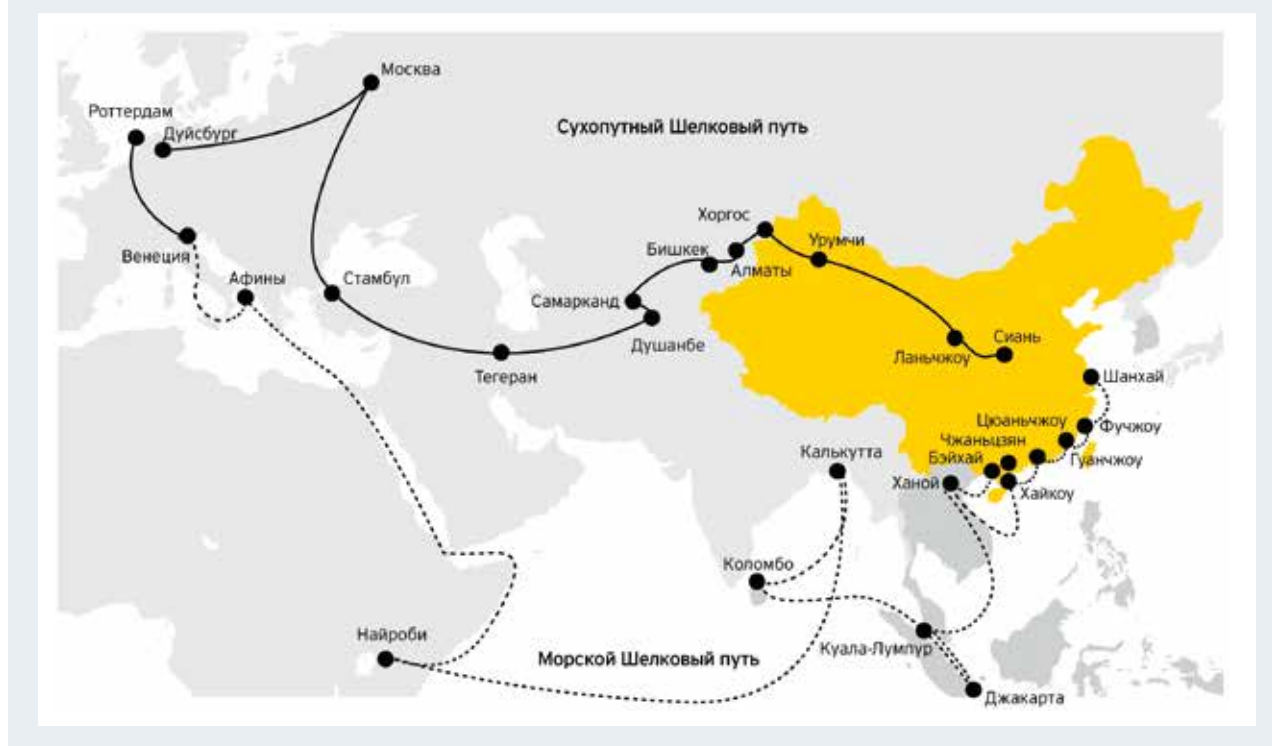 Москва
Роттердам
Дуйсбург
Сухопутный Шелковый путь
Хоргос
Венеция
Бишкек
Урумчи
Афины
Стамбул
Алматы
Самарканд
Сиань
Душанбе
Ланьчжоу
Тегеран
Шанхай
Цюаньчжоу
Фучжоу
Чжаньцзян
Калькутта
Бэйхай
Гуанчжоу
Ханой
Хайкоу
Коломбо
Найроби
Куала-Лумпур
Морской Шелковый путь
Джакарта